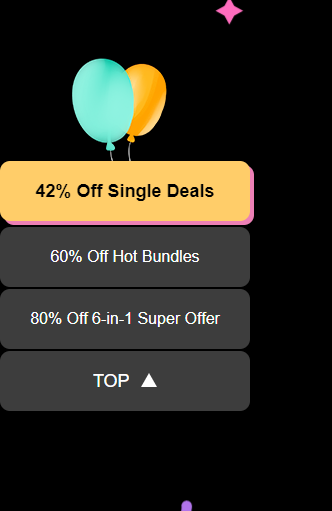 42% Off Single Deals
60% Off Hot Bundles
80% Off 6-in-1 Super Offer
TOP ▲